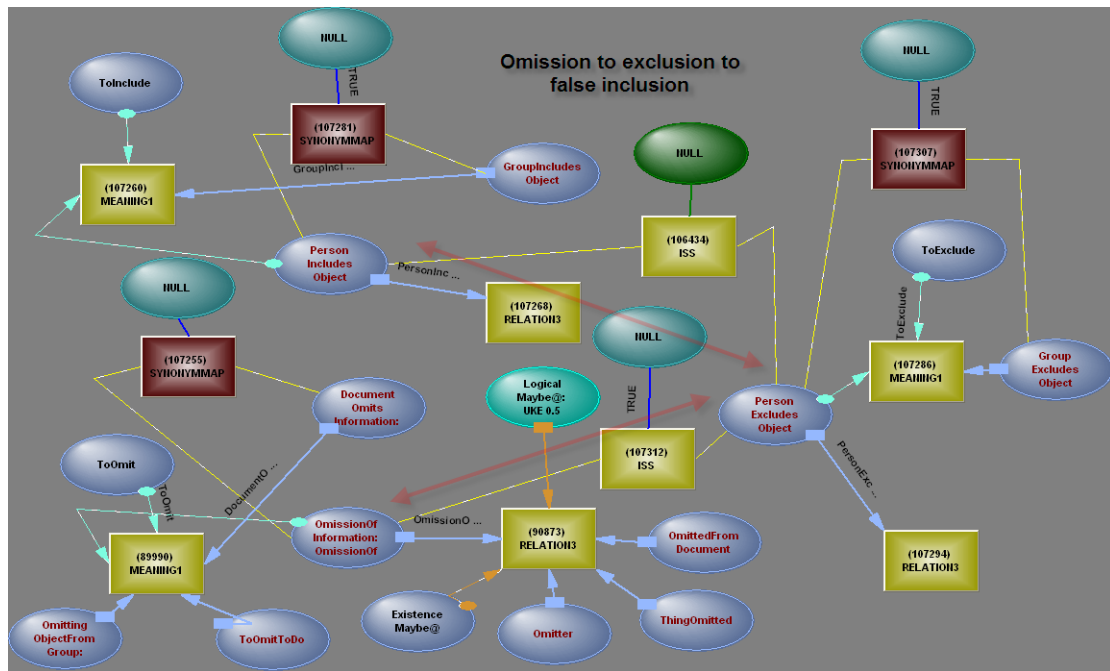 NULL
Omission to exclusion to
false inclusion
NULL
ToInclude
TRUE
TRUE
(107281)
SYNONYMMAP
(107307)
SYNONYMMAP
NULL
GroupIncl ...
GroupIncludes
Object
(107260)
MEANING1
(106434)
ISS
ToExclude
Person
Includes
Object
PersonInc ...
NULL
(107268)
RELATION3
NULL
ToExclude
(107255)
SYNONYMMAP
(107286)
MEANING1
Group
Excludes
Object
Document
Omits
Information:
Logical
Maybe@:
UKE 0.5
TRUE
Person
Excludes
Object
(107312)
ISS
ToOmit
ToOmit
DocumentO ...
PersonExc ...
OmissionOf
Information:
OmissionOf
OmissionO ...
(90873)
RELATION3
OmittedFrom
Document
(89990)
MEANING1
(107294)
RELATION3
Existence
Maybe@
ThingOmitted
Omitting
ObjectFrom
Group:
ToOmitToDo
Omitter